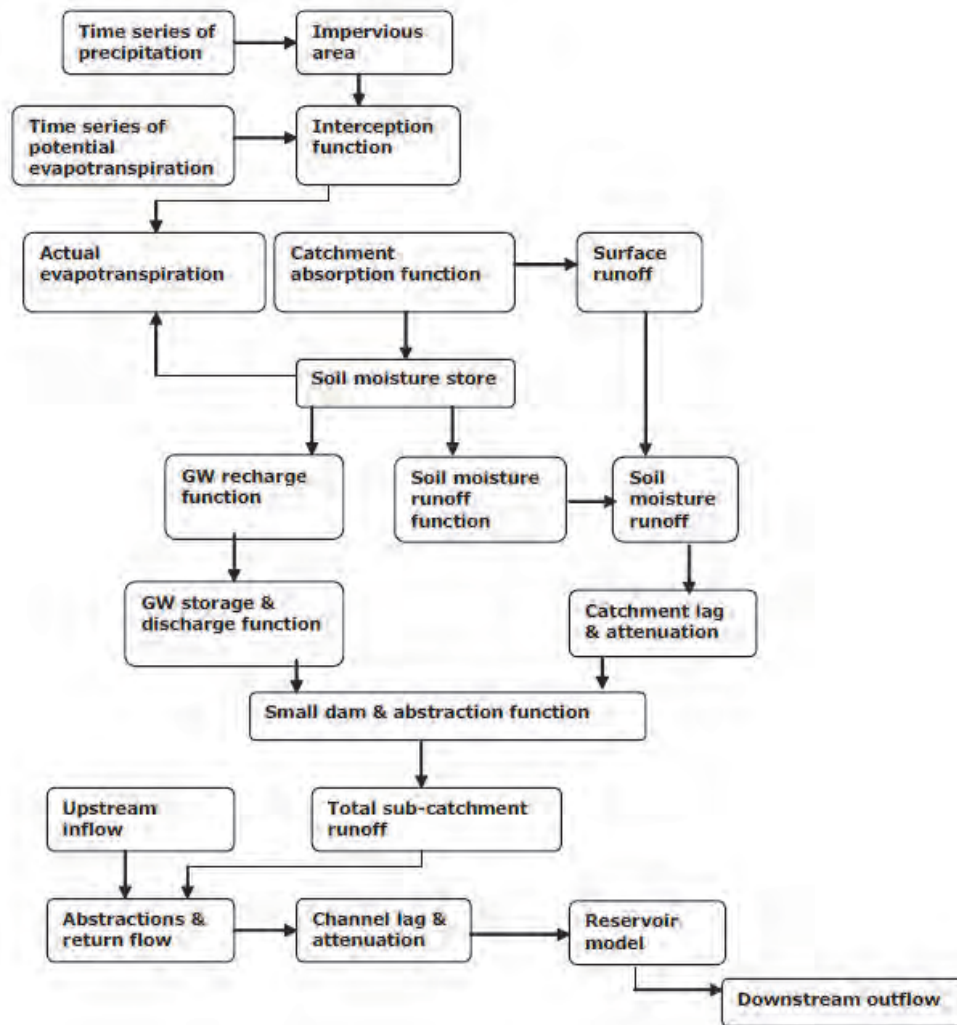 Time series of
precipitation
Impervious
area
Time series of
potential
evapotranspiration
Interception
function
Actual
evapotranspiration
Catchment
absorption function
Surface
runoff
Soil moisture store
GW recharge
function
Soil moisture
runoff
function
Soil
moisture
runoff
GW storage &
discharge function
Catchment lag
& attenuation
Small dam & abstraction function
Upstream
inflow
Total sub-catchment
runoff
Abstractions &
return flow
Channel lag &
attenuation
Reservoir
model
Downstream outflow